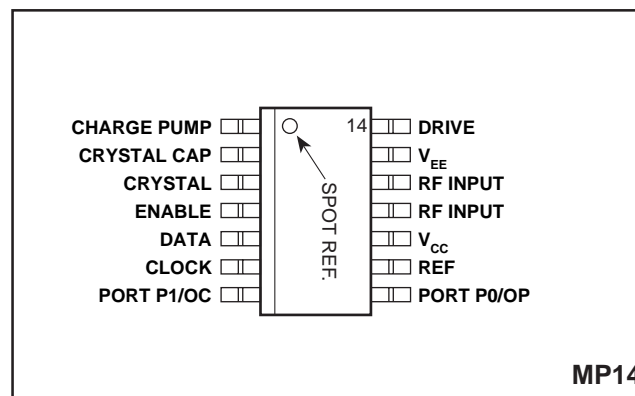 CHARGE PUMP
CRYSTAL CAP
CRYSTAL
ENABLE
DATA
CLOCK
PORT P1/OC
SPOT REF.
14
DRIVE
VEE
RF INPUT
RF INPUT
VCC
REF
PORT P0/OP
MP14